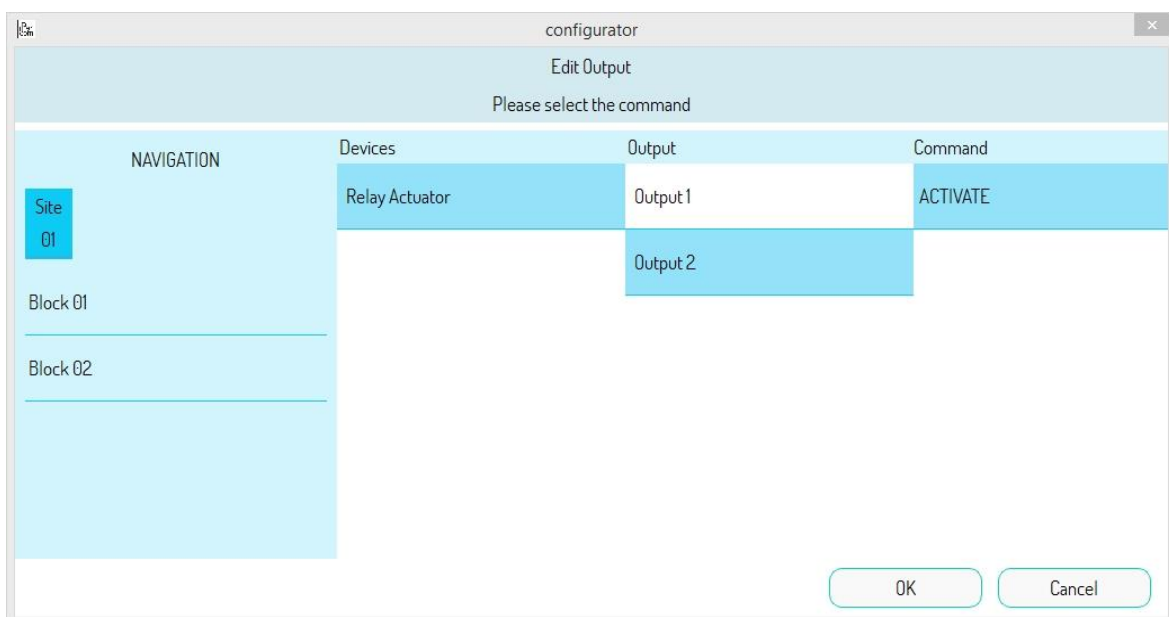 configurator
Edit Output
Please select the command
NAVIGATION
Site
01
Block 01
Block 02
Devices
Output
Command
Relay Actuator
Output 1
ACTIVATE
Output 2
OK
Cancel